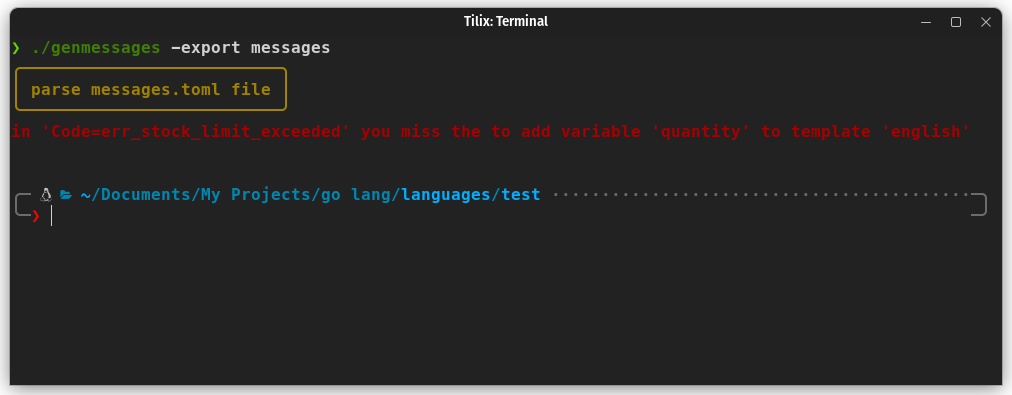 Tilix: Terminal
❯ ./genmessages -export messages
parse messages.toml file
in 'Code=err_stock_limit_exceeded' you miss the to add variable 'quantity' to template 'english'
~/Documents/My Projects/go lang/languages/test
❯